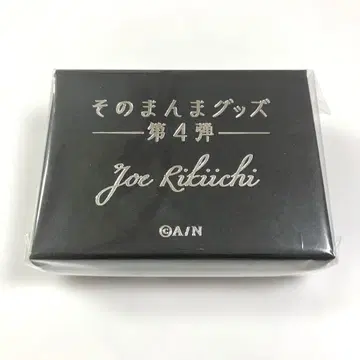 そのまんまグッズ
第4弾
Joe Rikiichi
©A/N